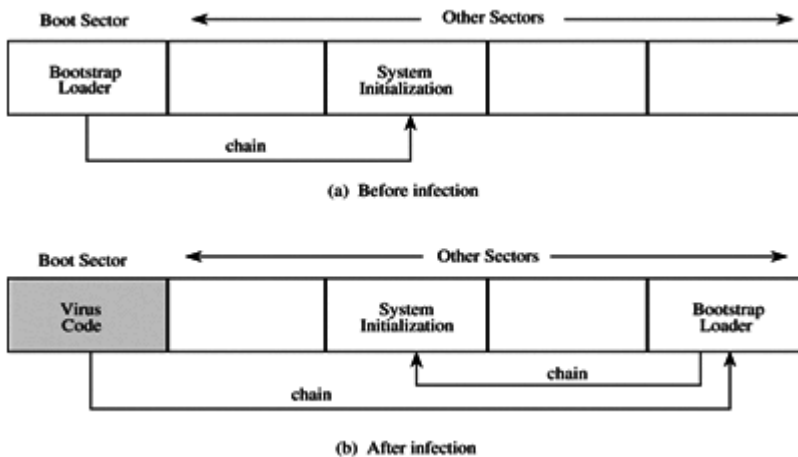 Boot Sector
Other Sectors
Bootstrap
Loader
System
Initialization
chain
(a) Before infection
Boot Sector
Other Sectors
Virus
Code
System
Initialization
Bootstrap
Loader
chain
chain
(b) After infection